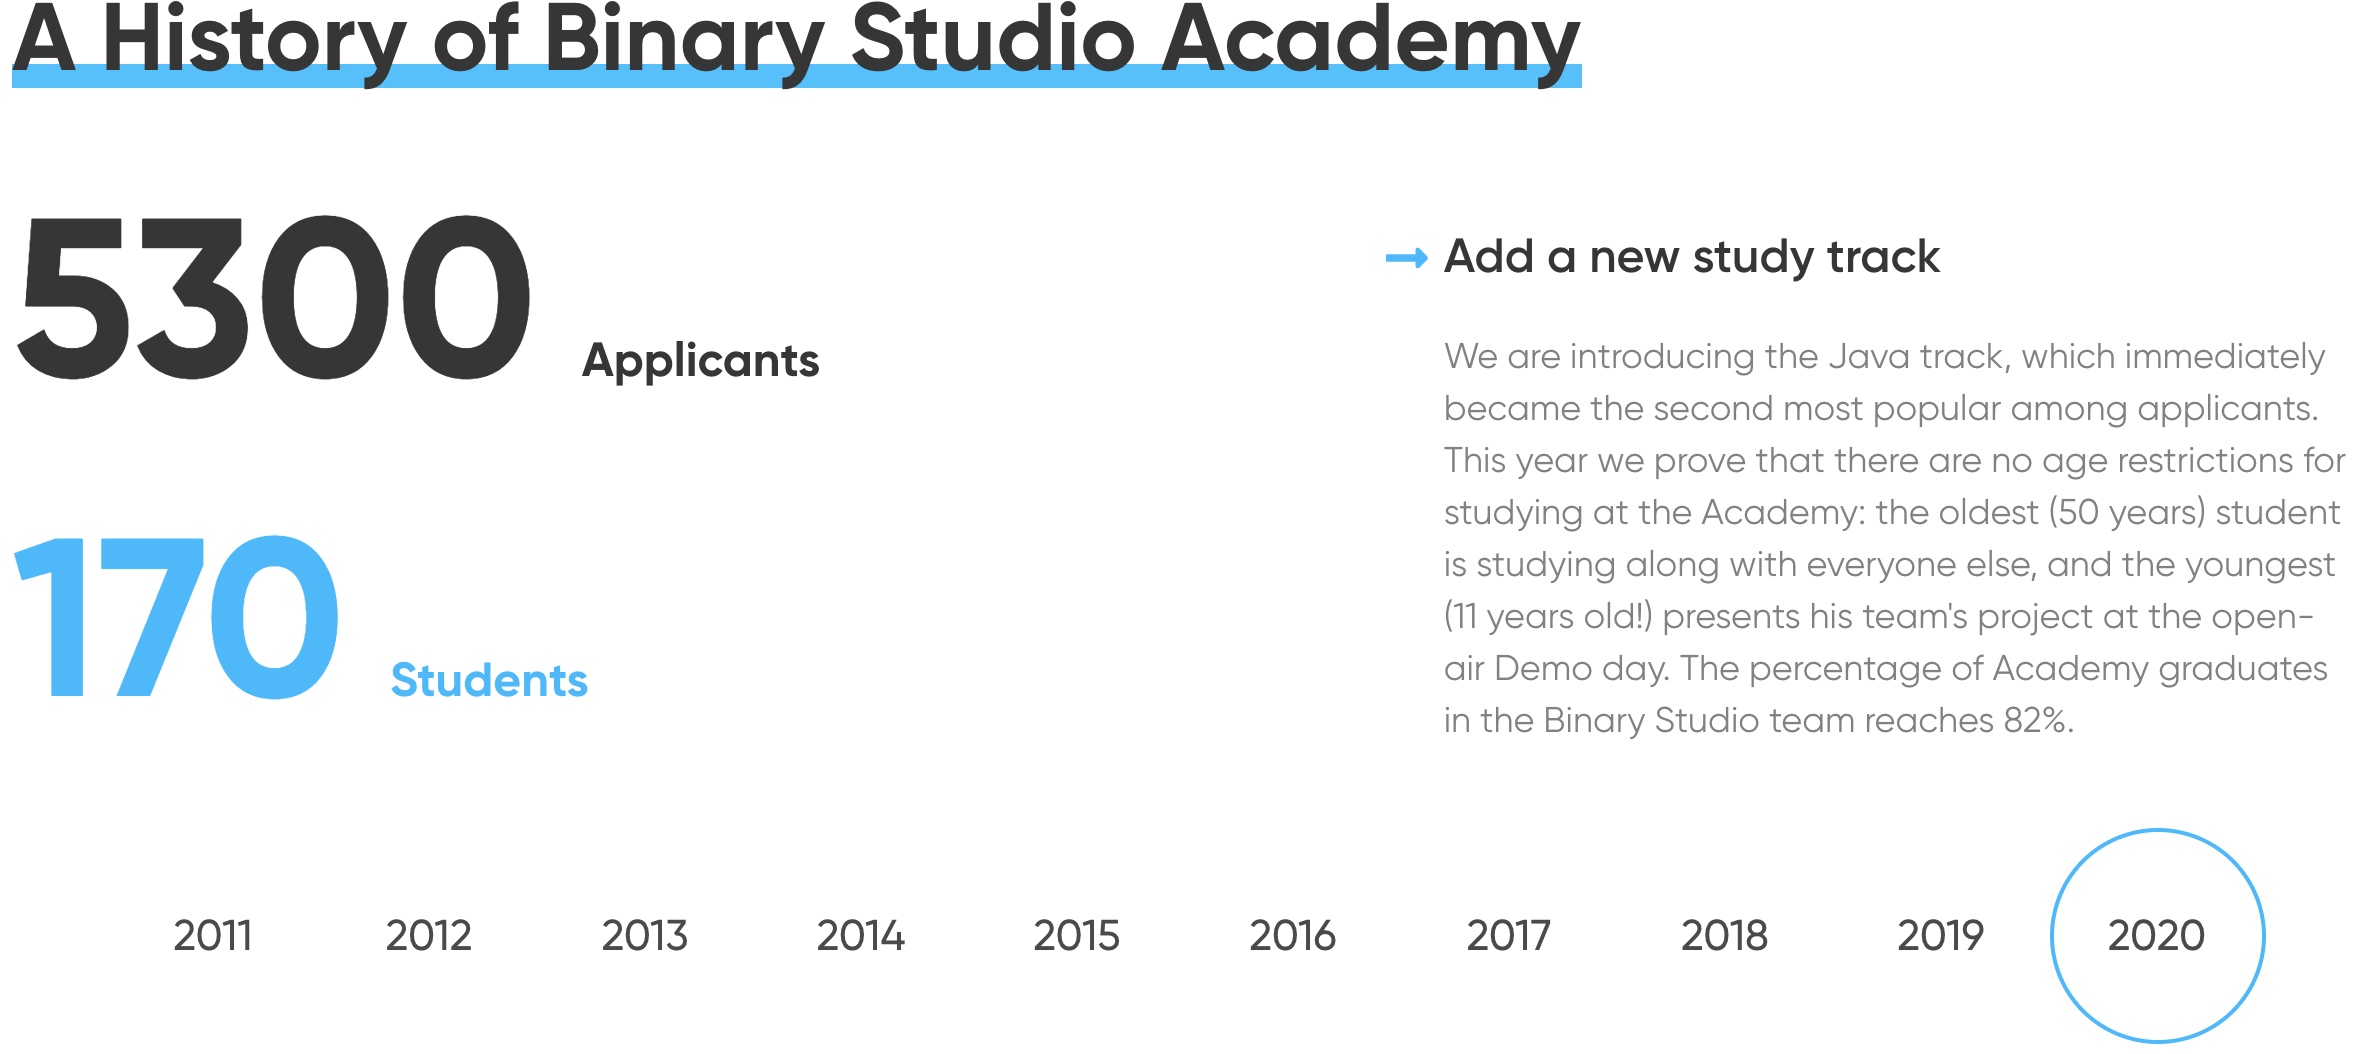 A History of Binary Studio Academy
5300 Applicants
170 Students
Add a new study track
We are introducing the Java track, which immediately
became the second most popular among applicants.
This year we prove that there are no age restrictions for
studying at the Academy: the oldest (50 years) student
is studying along with everyone else, and the youngest
(11 years old!) presents his team's project at the open-
air Demo day. The percentage of Academy graduates
in the Binary Studio team reaches 82%.
2011 2012 2013 2014 2015 2016 2017 2018 2019 2020